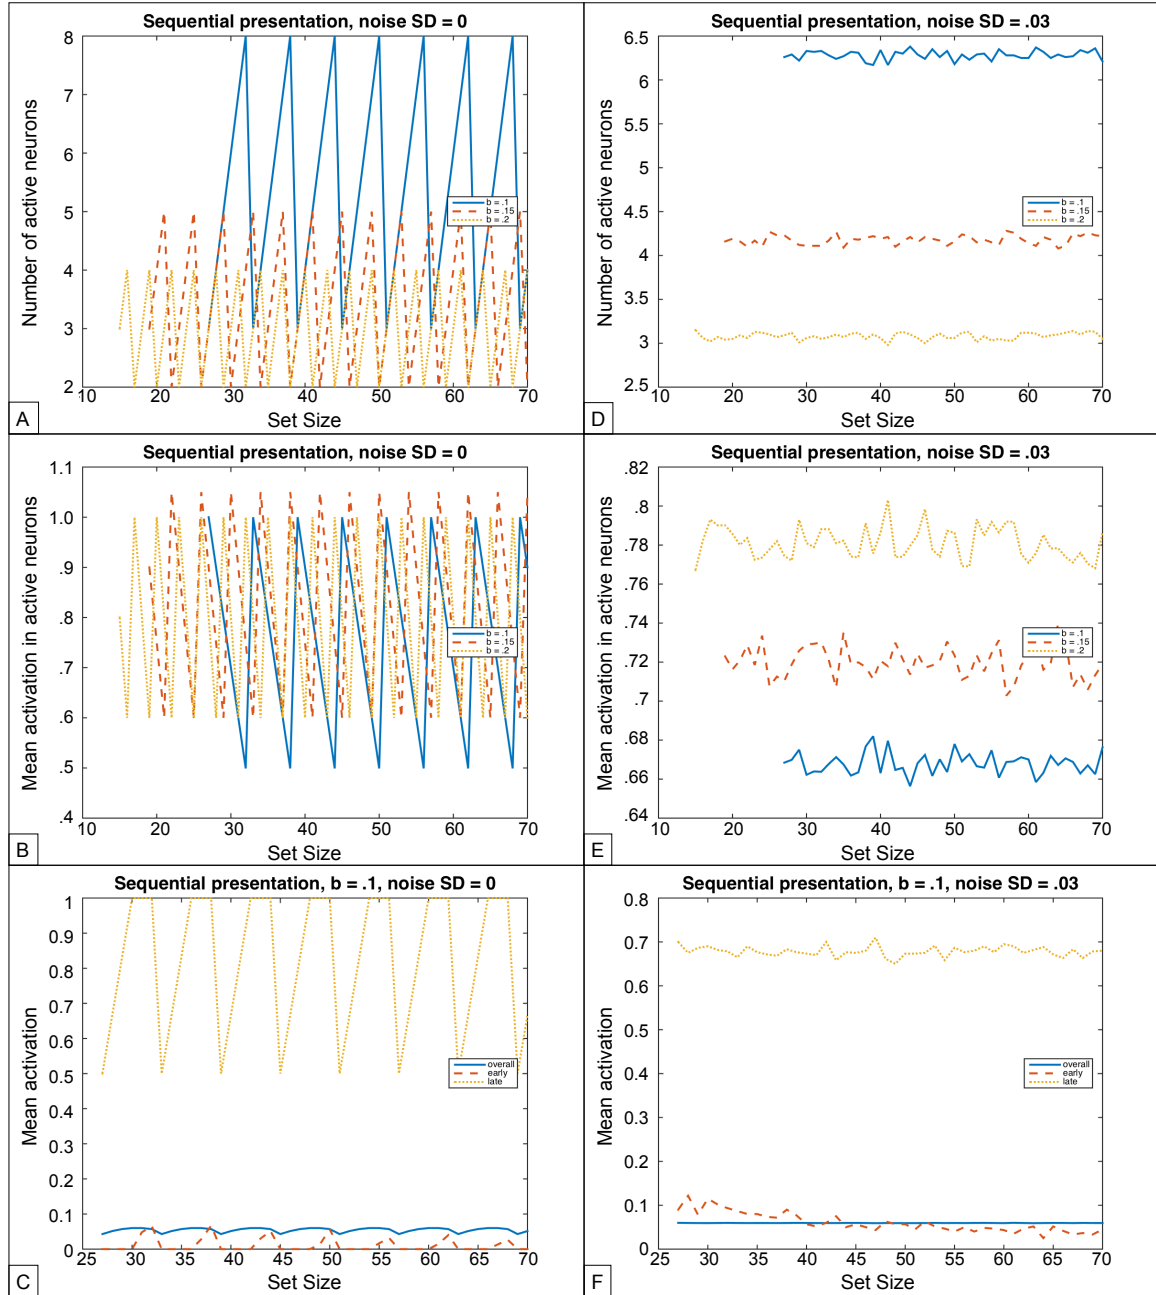 Sequential presentation, noise SD = 0
Number of active neurons
8
7
6
5
4
3
2
10 20 30 40 50 60 70
Set Size
b = .1
b = .15
b = .2
A
Sequential presentation, noise SD = .03
Number of active neurons
6.5
6
5.5
5
4.5
4
3.5
3
2.5
10 20 30 40 50 60 70
Set Size
b = .1
b = .15
b = .2
D
Sequential presentation, noise SD = 0
Mean activation in active neurons
1.1
1.0
.9
.8
.7
.6
.5
.4
10 20 30 40 50 60 70
Set Size
b = .1
b = .15
b = .2
B
Sequential presentation, noise SD = .03
Mean activation in active neurons
.82
.8
.78
.76
.74
.72
.7
.68
.66
.64
10 20 30 40 50 60 70
Set Size
b = .1
b = .15
b = .2
E
Sequential presentation, b = .1, noise SD = 0
Mean activation
1
0.9
0.8
0.7
0.6
0.5
0.4
0.3
0.2
0.1
0
25 30 35 40 45 50 55 60 65 70
Set Size
overall
early
late
C
Sequential presentation, b = .1, noise SD = .03
Mean activation
0.8
0.7
0.6
0.5
0.4
0.3
0.2
0.1
0
25 30 35 40 45 50 55 60 65 70
Set Size
overall
early
late
F